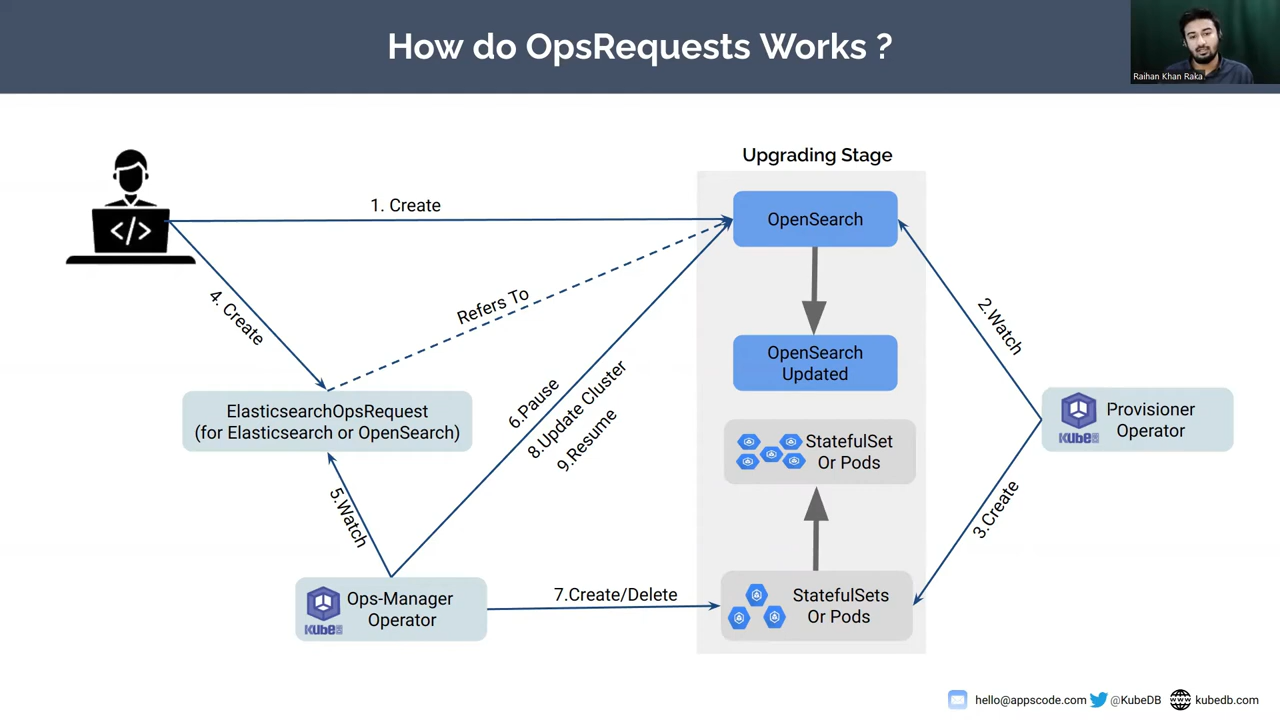 How do OpsRequests Works ?
Raihan Khan Raka
Upgrading Stage
1. Create
OpenSearch
</>
4. Create
Refers To
2.Watch
OpenSearch
Updated
6.Pause
8.Update Cluster
9.Resume
ElasticsearchOpsRequest
(for Elasticsearch or OpenSearch)
Provisioner
Operator
StatefulSet
Or Pods
5.Watch
3.Create
Ops-Manager
Operator
7.Create/Delete
StatefulSets
Or Pods
hello@appscode.com @KubeDB kubedb.com